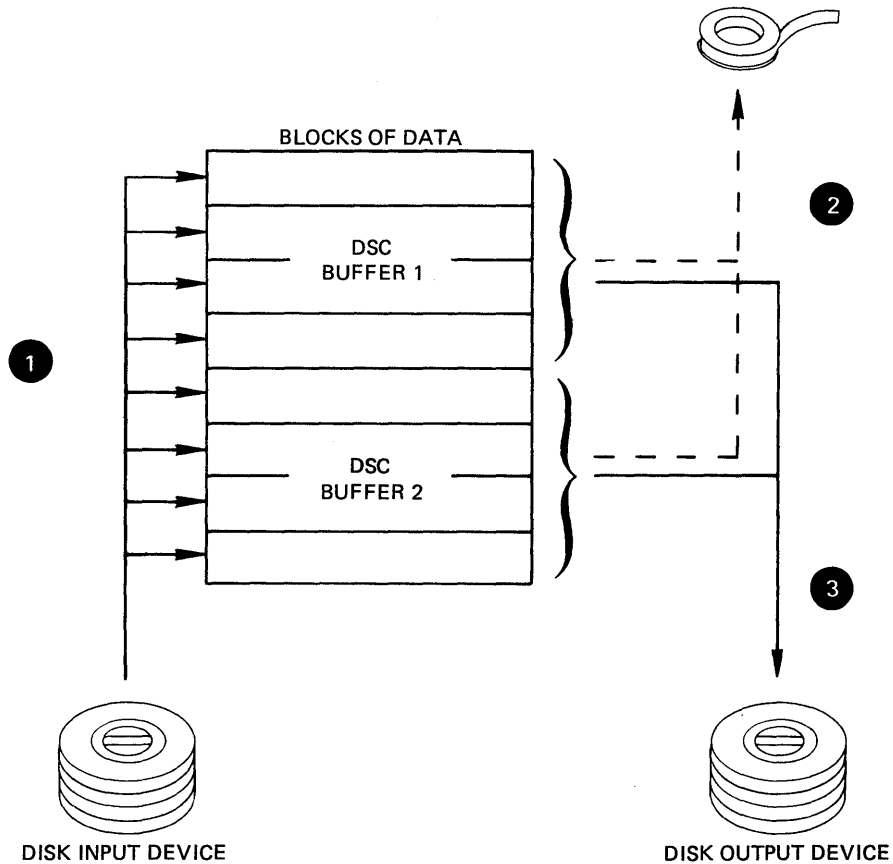 BLOCKS OF DATA
2
DSC
BUFFER 1
1
DSC
BUFFER 2
3
DISK INPUT DEVICE
DISK OUTPUT DEVICE